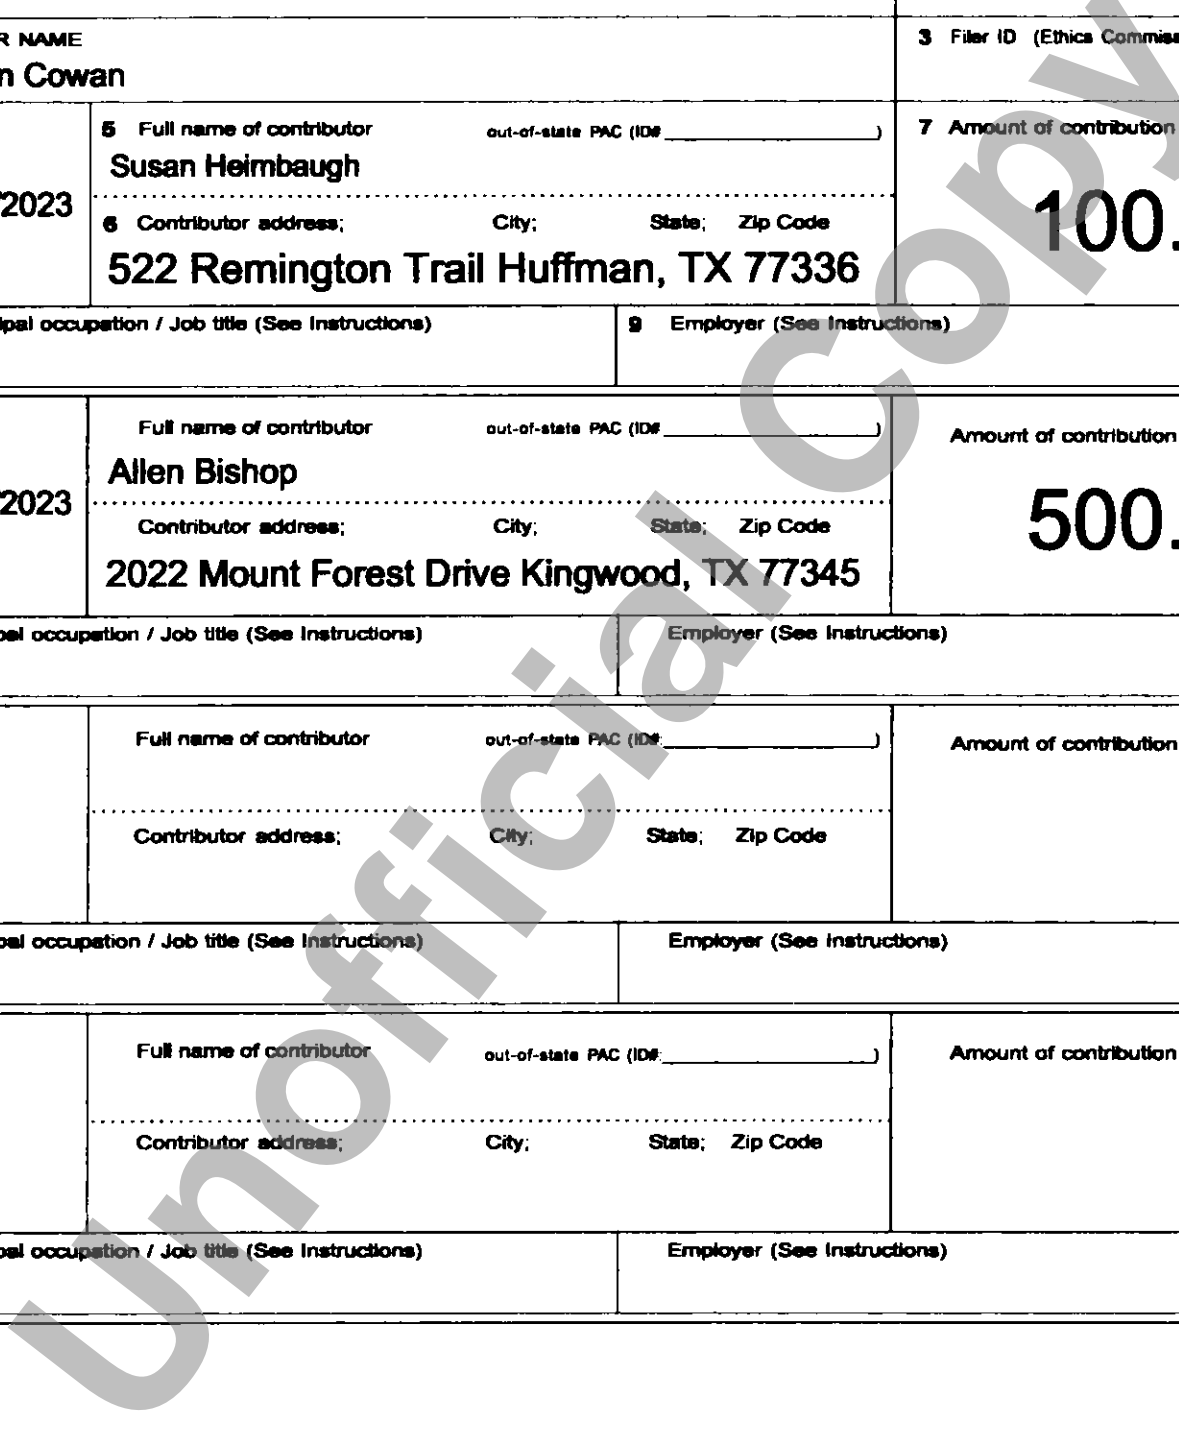 R NAME
3 Filer ID (Ethics Commiss
n Cowan
5 Full name of contributor out-of-state PAC (ID# )
7 Amount of contribution
Susan Heimbaugh
/2023
6 Contributor address; City; State; Zip Code
100.
522 Remington Trail Huffman, TX 77336
ipal occupation / Job title (See Instructions)
9 Employer (See Instructions)
Full name of contributor out-of-state PAC (ID# )
Amount of contribution
Allen Bishop
/2023
Contributor address; City; State; Zip Code
500.
2022 Mount Forest Drive Kingwood, TX 77345
pal occupation / Job title (See Instructions)
Employer (See Instructions)
Full name of contributor out-of-state PAC (ID#: )
Amount of contribution
Contributor address; City; State; Zip Code
pal occupation / Job title (See Instructions)
Employer (See Instructions)
Full name of contributor out-of-state PAC (ID#: )
Amount of contribution
Contributor address; City; State; Zip Code
pal occupation / Job title (See Instructions)
Employer (See Instructions)
Unofficial Copy